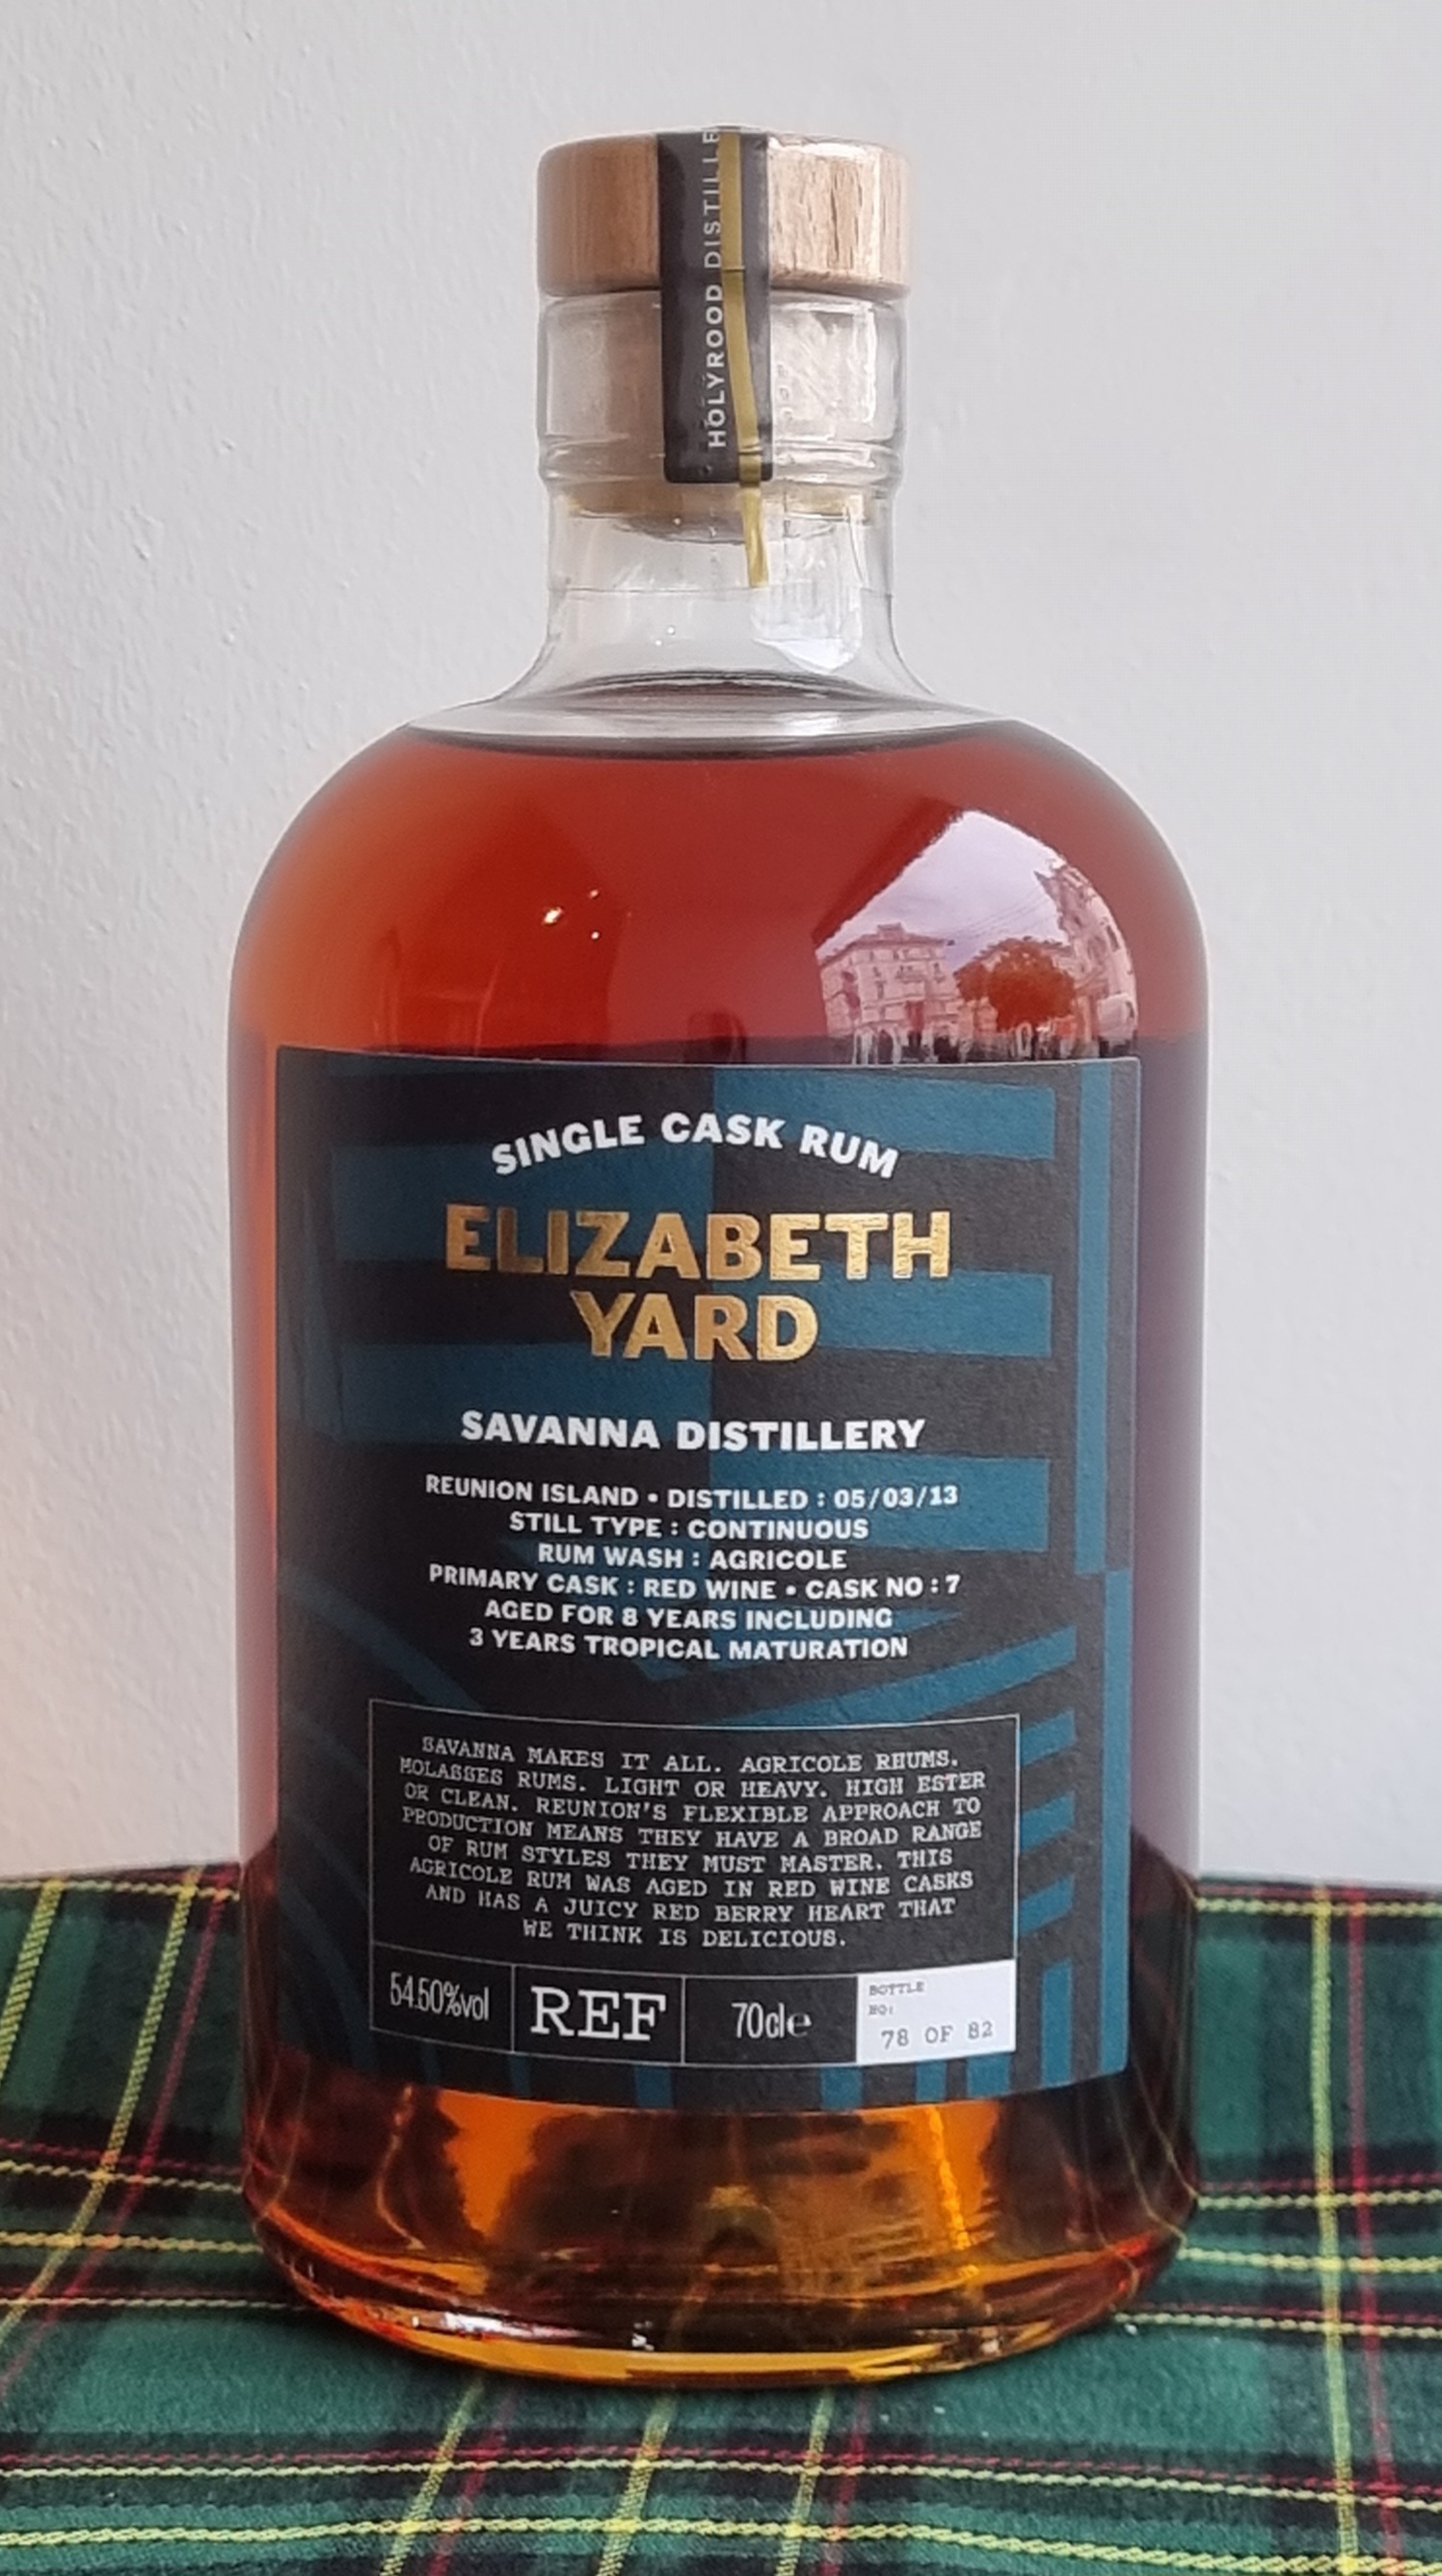 HOLYROOD DISTILLE
SINGLE CASK RUM
ELIZABETH
YARD
SAVANNA DISTILLERY
REUNION ISLAND • DISTILLED : 05/03/13
STILL TYPE : CONTINUOUS
RUM WASH : AGRICOLE
PRIMARY CASK : RED WINE • CASK NO : 7
AGED FOR 8 YEARS INCLUDING
3 YEARS TROPICAL MATURATION
SAVANNA MAKES IT ALL. AGRICOLE RHUMS.
MOLASSES RUMS. LIGHT OR HEAVY. HIGH ESTER
OR CLEAN. REUNION'S FLEXIBLE APPROACH TO
PRODUCTION MEANS THEY HAVE A BROAD RANGE
OF RUM STYLES THEY MUST MASTER. THIS
AGRICOLE RUM WAS AGED IN RED WINE CASKS
AND HAS A JUICY RED BERRY HEART THAT
WE THINK IS DELICIOUS.
54.50%vol
REF
70cl℮
BOTTLE
NO:
78 OF 82